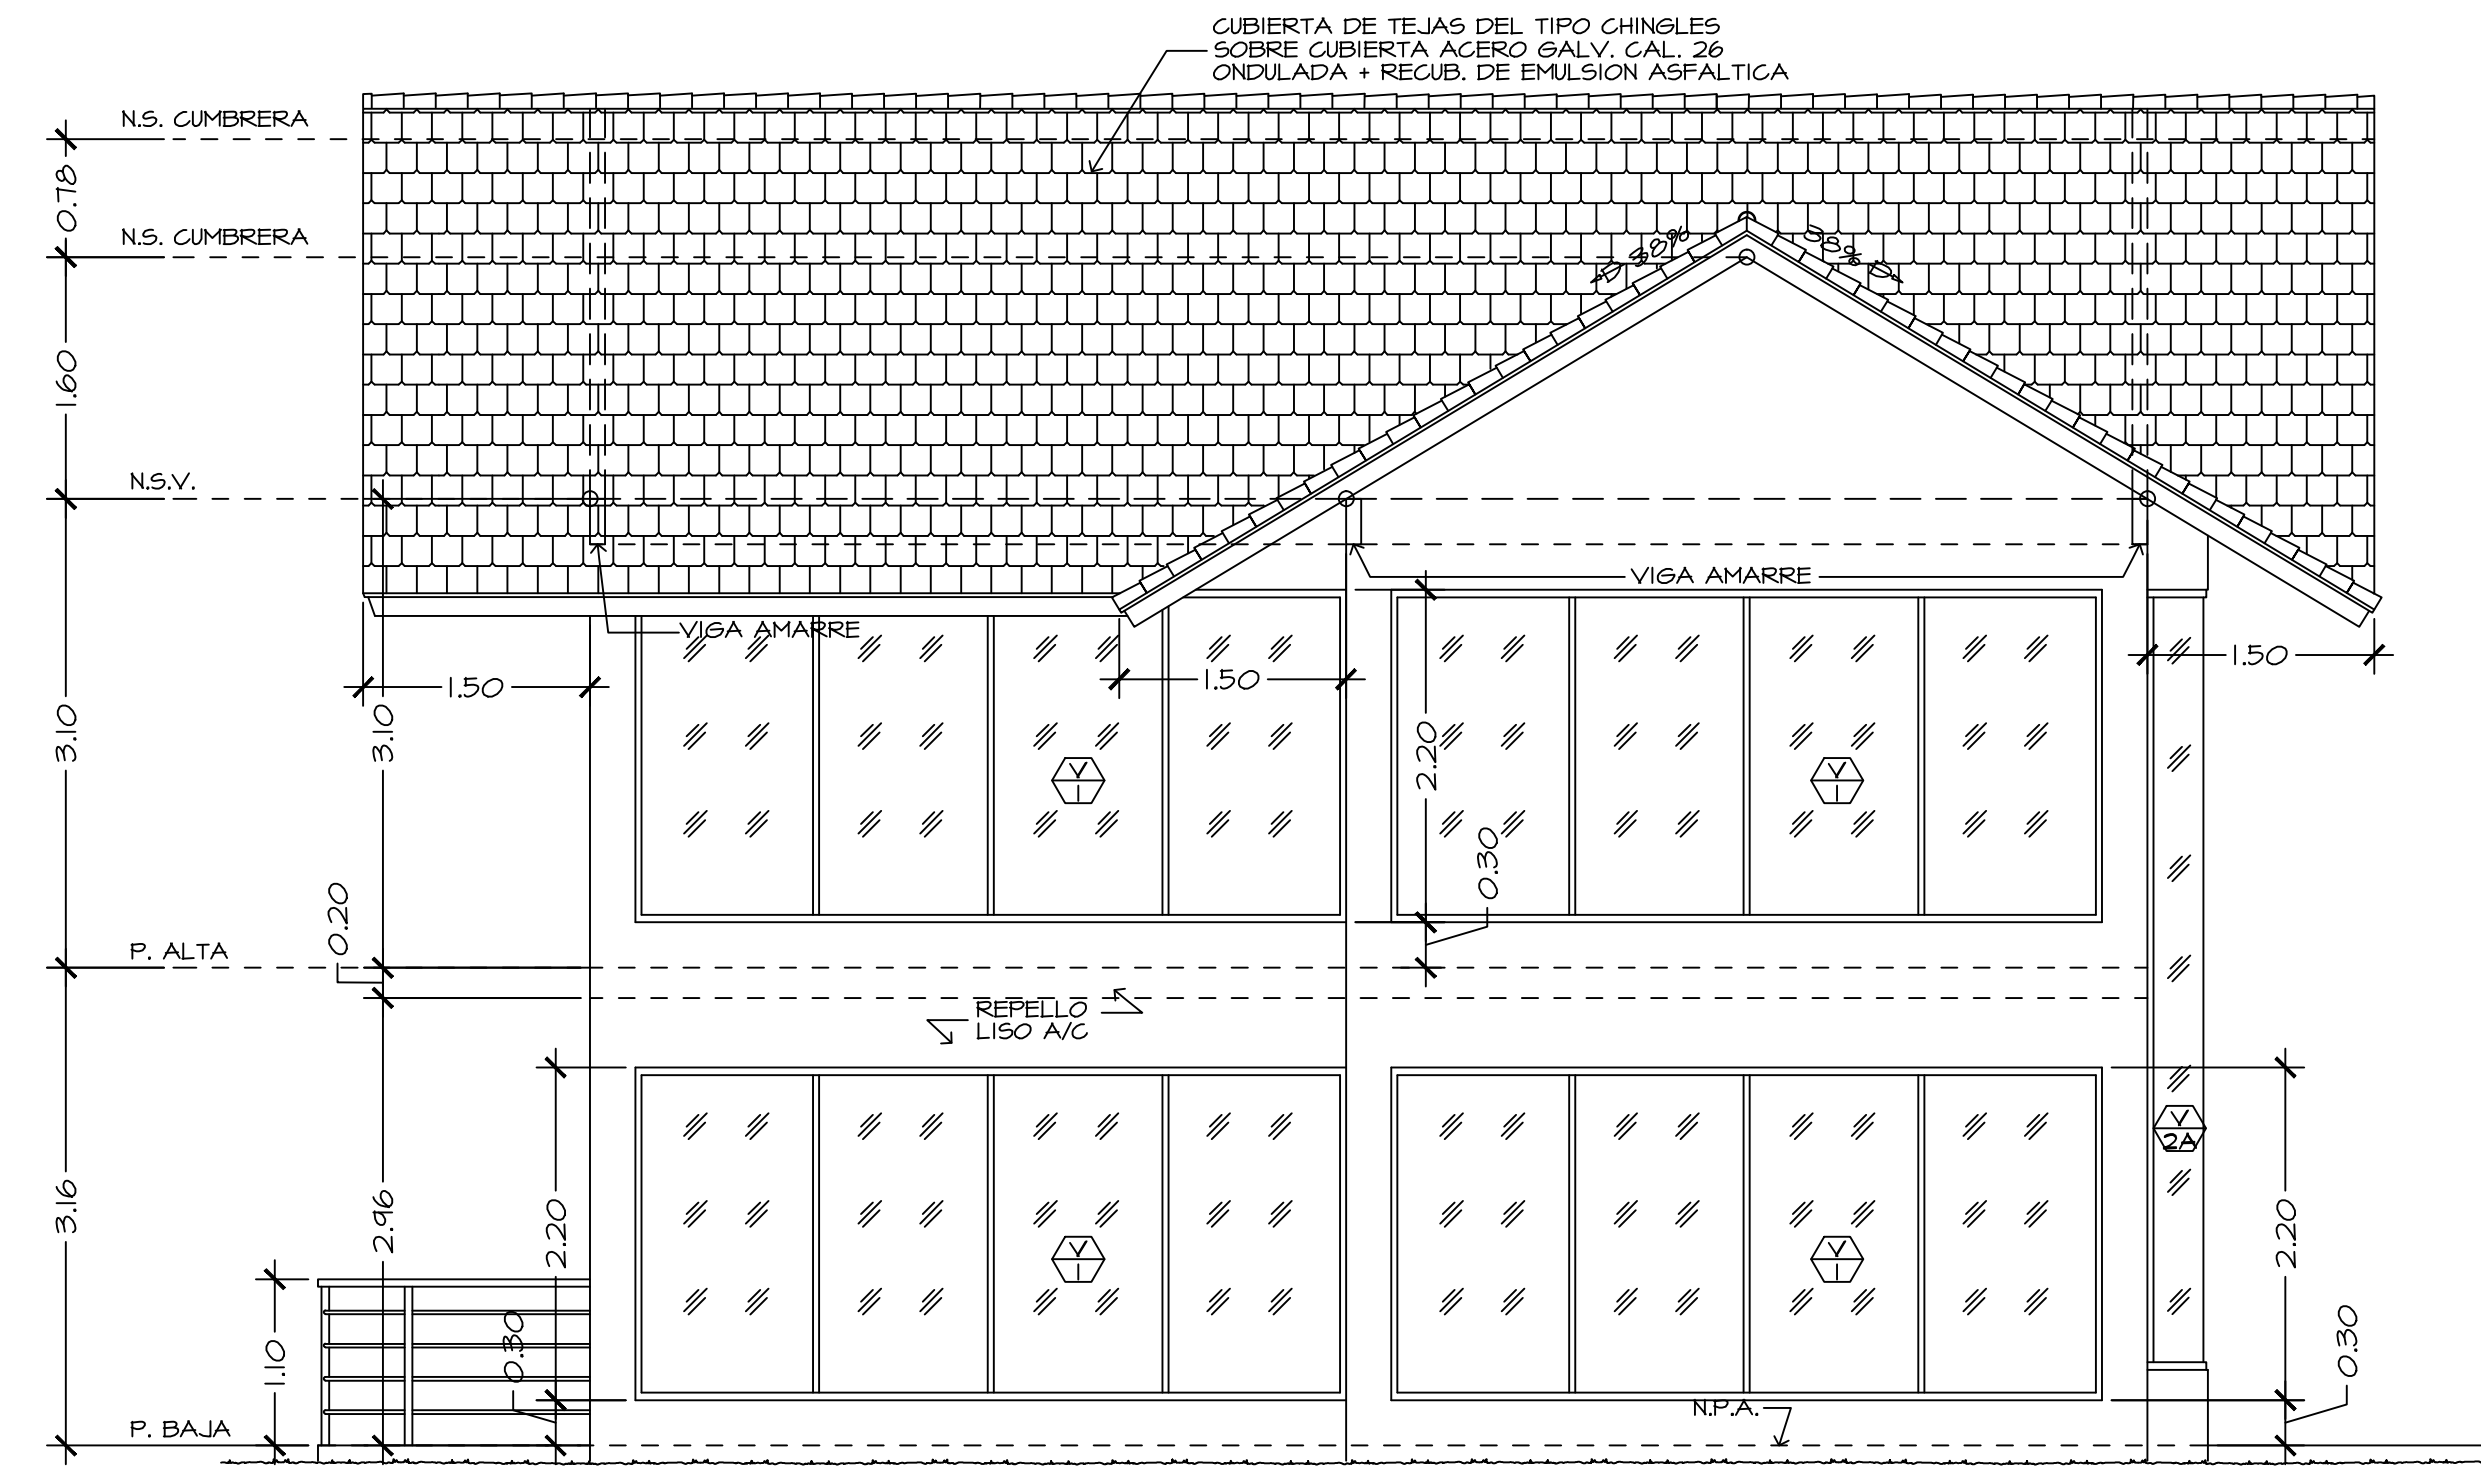 CUBIERTA DE TEJAS DEL TIPO CHINGLES
SOBRE CUBIERTA ACERO GALV. CAL. 26
ONDULADA + RECUB. DE EMULSION ASFALTICA
N.S. CUMBRERA
0.78
N.S. CUMBRERA
D 38%
38% D
1.60
N.S.V.
VIGA AMARRE
VIGA AMARRE
1.50
1.50
1.50
3.10
3.10
2.20
V
1
V
1
0.30
0.20
P. ALTA
REPELLO
LISO A/C
V
2A
3.16
2.96
2.20
2.20
V
1
V
1
1.10
0.30
0.30
N.P.A.
P. BAJA